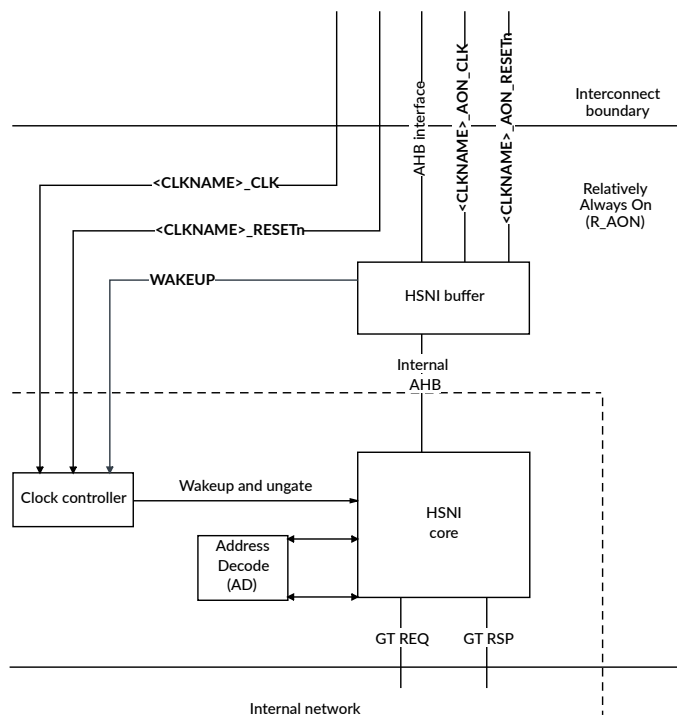 Interconnect
boundary
AHB interface
<CLKNAME>_AON_CLK
<CLKNAME>_AON_RESETn
<CLKNAME>_CLK
Relatively
Always On
(R_AON)
<CLKNAME>_RESETn
WAKEUP
HSNI buffer
Internal
AHB
Clock controller
Wakeup and ungate
HSNI
core
Address
Decode
(AD)
GT REQ
GT RSP
Internal network